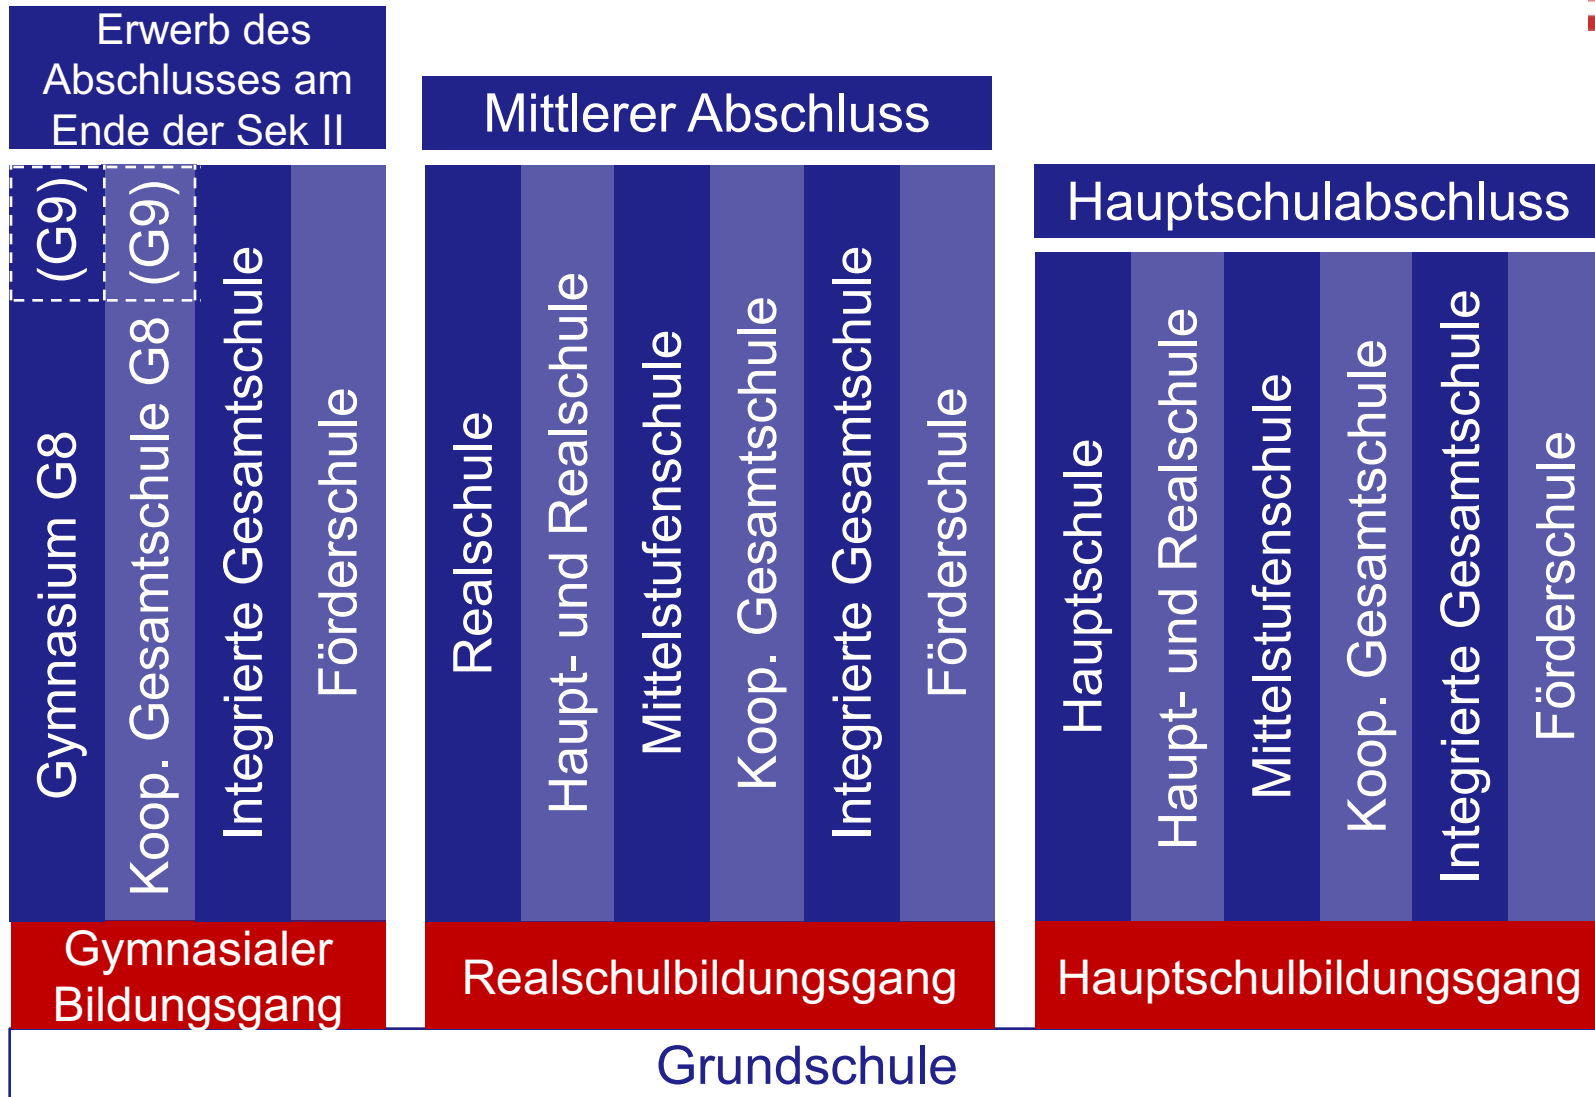 Erwerb des
Abschlusses am
Ende der Sek II
Mittlerer Abschluss
Hauptschulabschluss
Gymnasium G8 (G9)
Koop. Gesamtschule G8 (G9)
Integrierte Gesamtschule
Förderschule
Realschule
Haupt- und Realschule
Mittelstufenschule
Koop. Gesamtschule
Integrierte Gesamtschule
Förderschule
Hauptschule
Haupt- und Realschule
Mittelstufenschule
Koop. Gesamtschule
Integrierte Gesamtschule
Förderschule
Gymnasialer
Bildungsgang
Realschulbildungsgang
Hauptschulbildungsgang
Grundschule